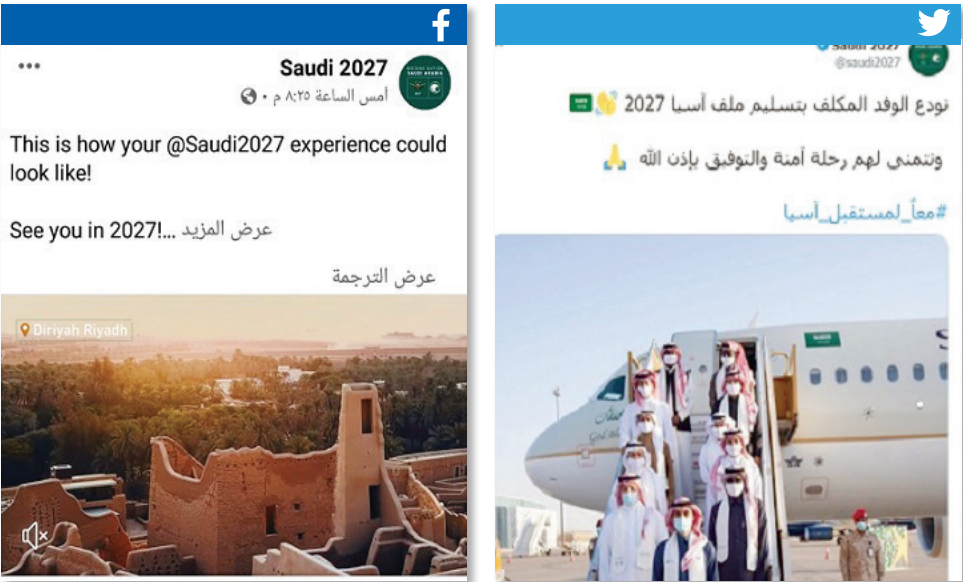 Saudi 2027
أمس الساعة ٨:٢٥ م
This is how your @Saudi2027 experience could
look like!
See you in 2027!... عرض المزيد
عرض الترجمة
Diriyah Riyadh
Saudi 2027
@saudi2027
نودع الوفد المكلف بتسليم ملف آسيا 2027
ونتمنى لهم رحلة آمنة والتوفيق بإذن الله
#معاً_لمستقبل_آسيا